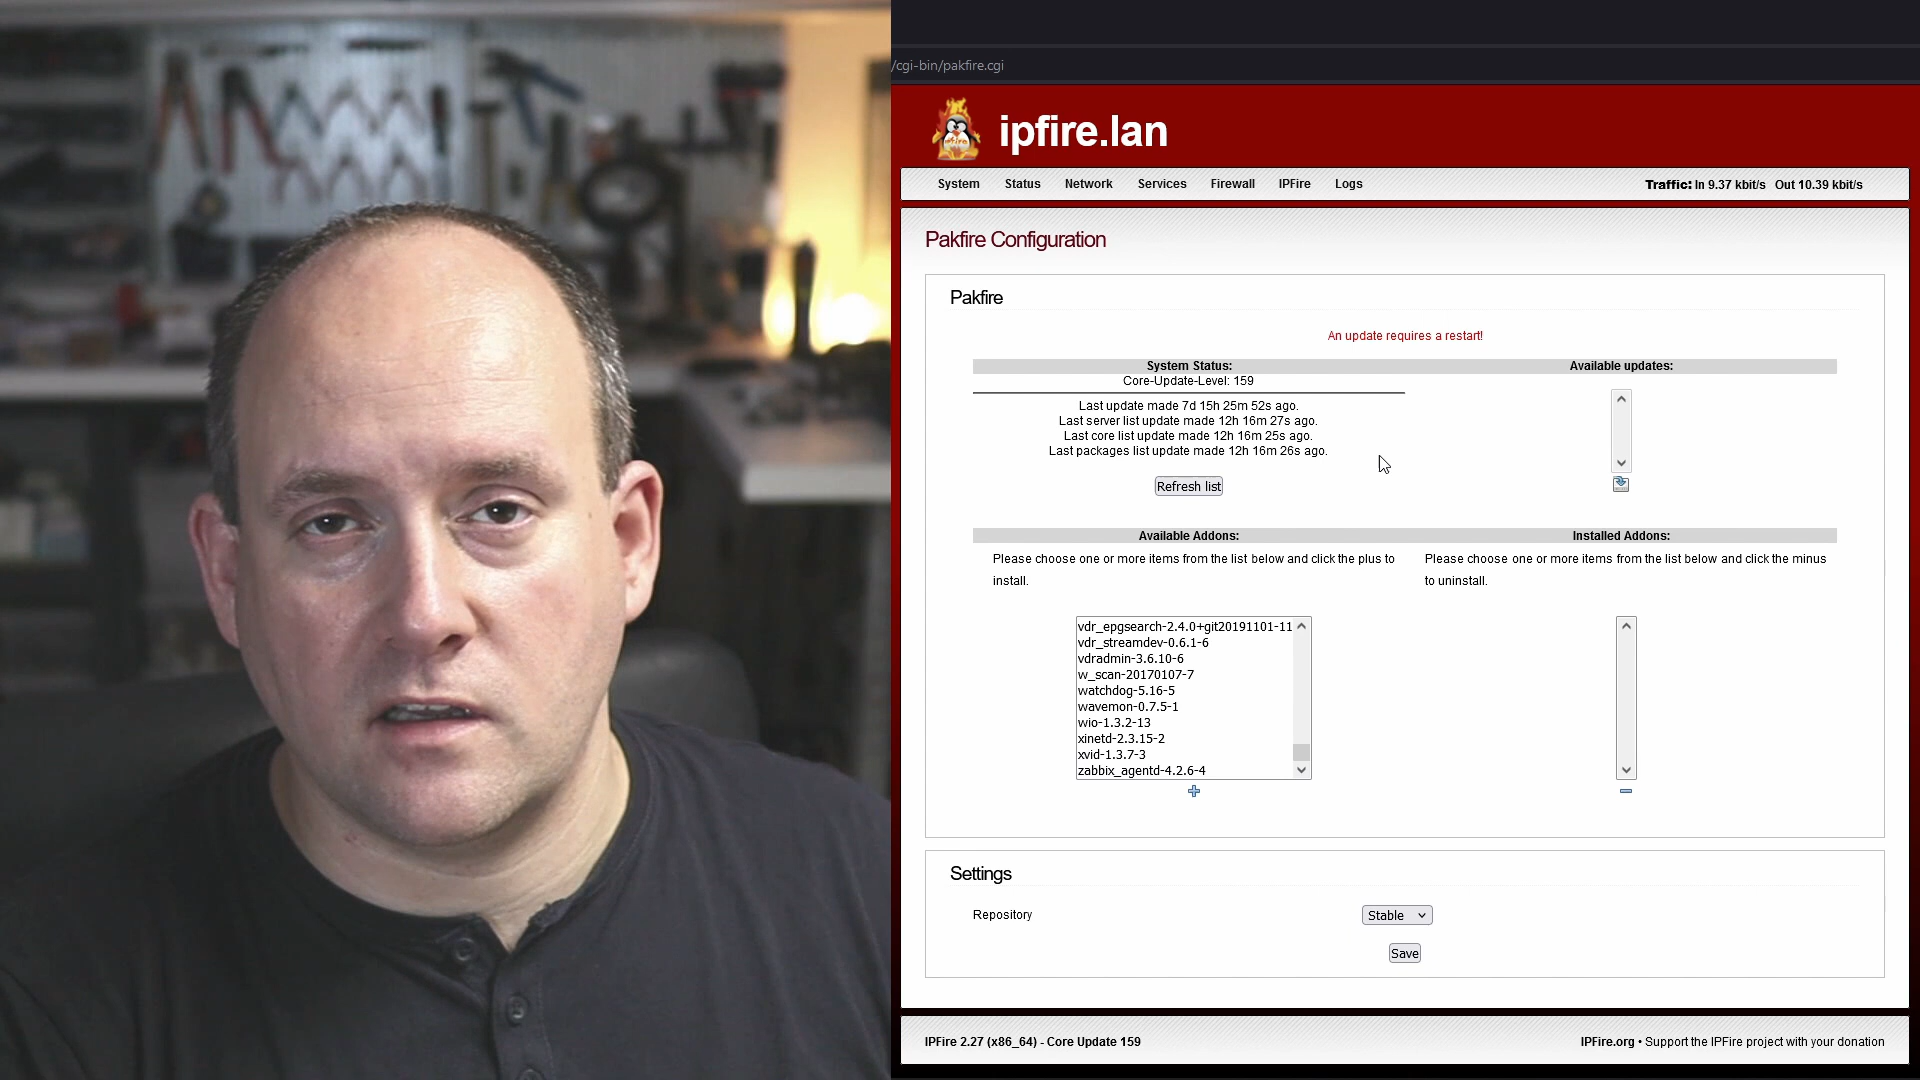 /cgi-bin/pakfire.cgi
ipfire.lan
System Status Network Services Firewall IPFire Logs
Traffic: In 9.37 kbit/s Out 10.39 kbit/s
Pakfire Configuration
Pakfire
An update requires a restart!
System Status:
Core-Update-Level: 159
Last update made 7d 15h 25m 52s ago.
Last server list update made 12h 16m 27s ago.
Last core list update made 12h 16m 25s ago.
Last packages list update made 12h 16m 26s ago.
Refresh list
Available updates:
Available Addons:
Please choose one or more items from the list below and click the plus to
install.
vdr_epgsearch-2.4.0+git20191101-11
vdr_streamdev-0.6.1-6
vdradmin-3.6.10-6
w_scan-20170107-7
watchdog-5.16-5
wavemon-0.7.5-1
wio-1.3.2-13
xinetd-2.3.15-2
xvid-1.3.7-3
zabbix_agentd-4.2.6-4
Installed Addons:
Please choose one or more items from the list below and click the minus
to uninstall.
Settings
Repository
Stable
Save
IPFire 2.27 (x86_64) - Core Update 159
IPFire.org • Support the IPFire project with your donation